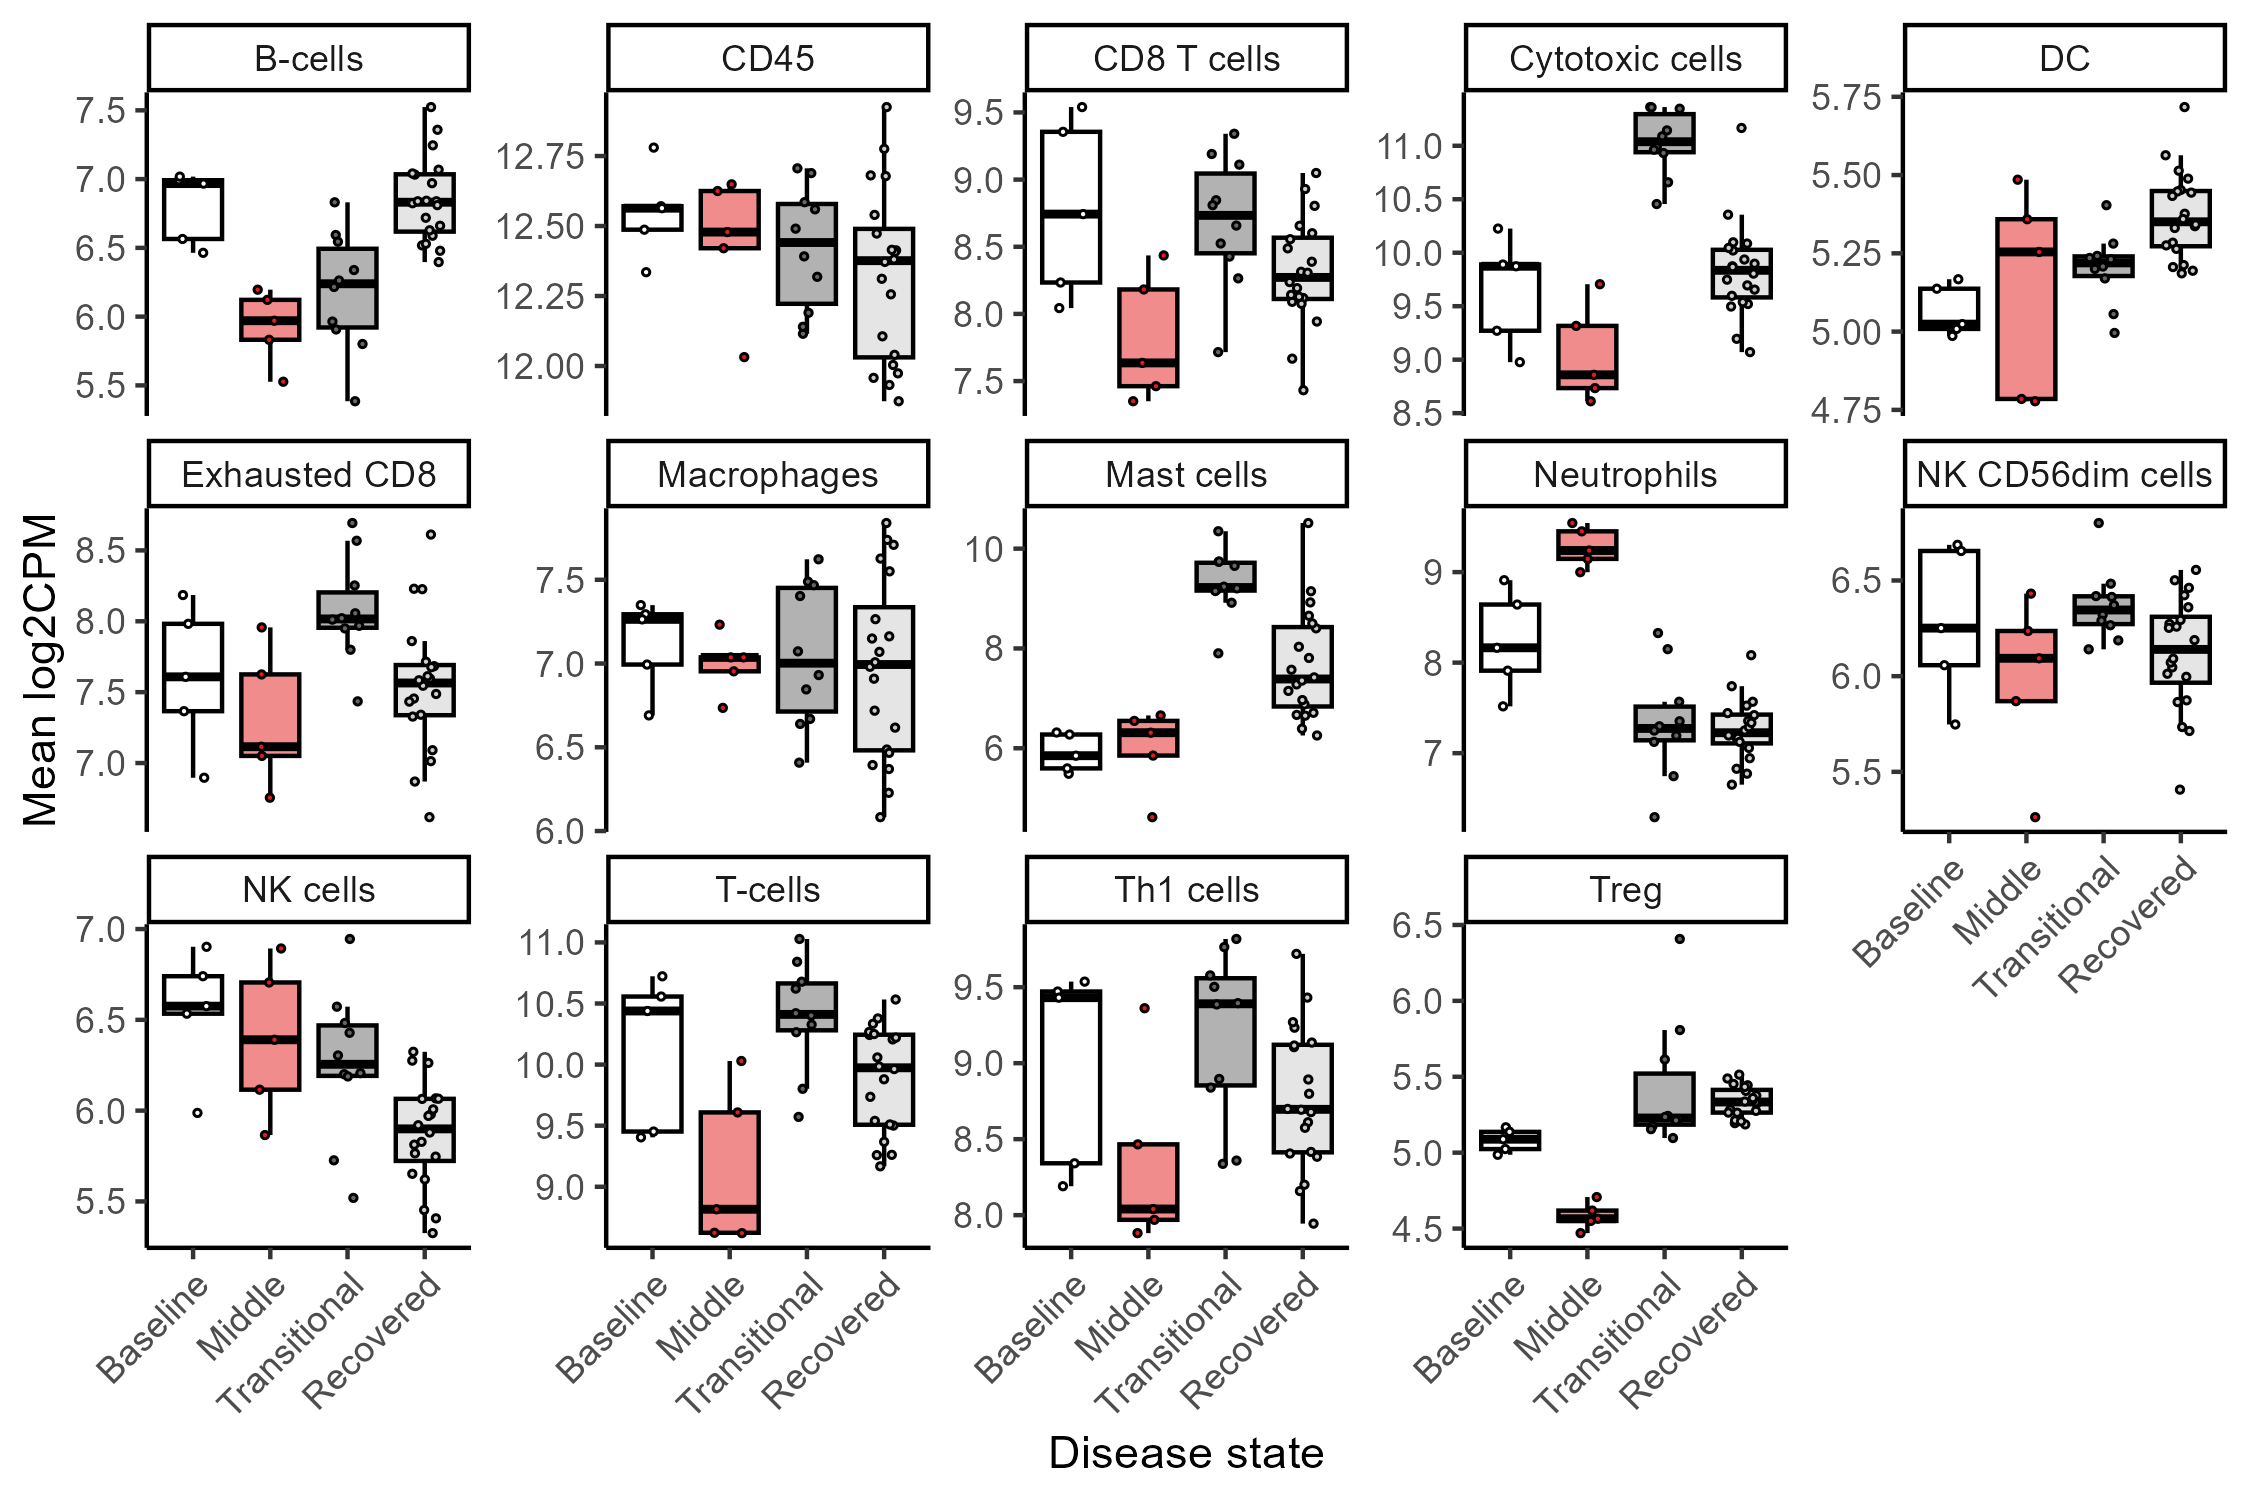 B-cells
CD45
CD8 T cells
Cytotoxic cells
DC
7.5
7.0
6.5
6.0
5.5
12.75
12.50
12.25
12.00
9.5
9.0
8.5
8.0
7.5
11.0
10.5
10.0
9.5
9.0
8.5
5.75
5.50
5.25
5.00
4.75
Exhausted CD8
Macrophages
Mast cells
Neutrophils
NK CD56dim cells
8.5
8.0
7.5
7.0
7.5
7.0
6.5
6.0
10
8
6
9
8
7
6.5
6.0
5.5
Baseline
Middle
Transitional
Recovered
NK cells
T-cells
Th1 cells
Treg
7.0
6.5
6.0
5.5
11.0
10.5
10.0
9.5
9.0
9.5
9.0
8.5
8.0
6.5
6.0
5.5
5.0
4.5
Baseline
Middle
Transitional
Recovered
Baseline
Middle
Transitional
Recovered
Baseline
Middle
Transitional
Recovered
Baseline
Middle
Transitional
Recovered
Mean log2CPM
Disease state